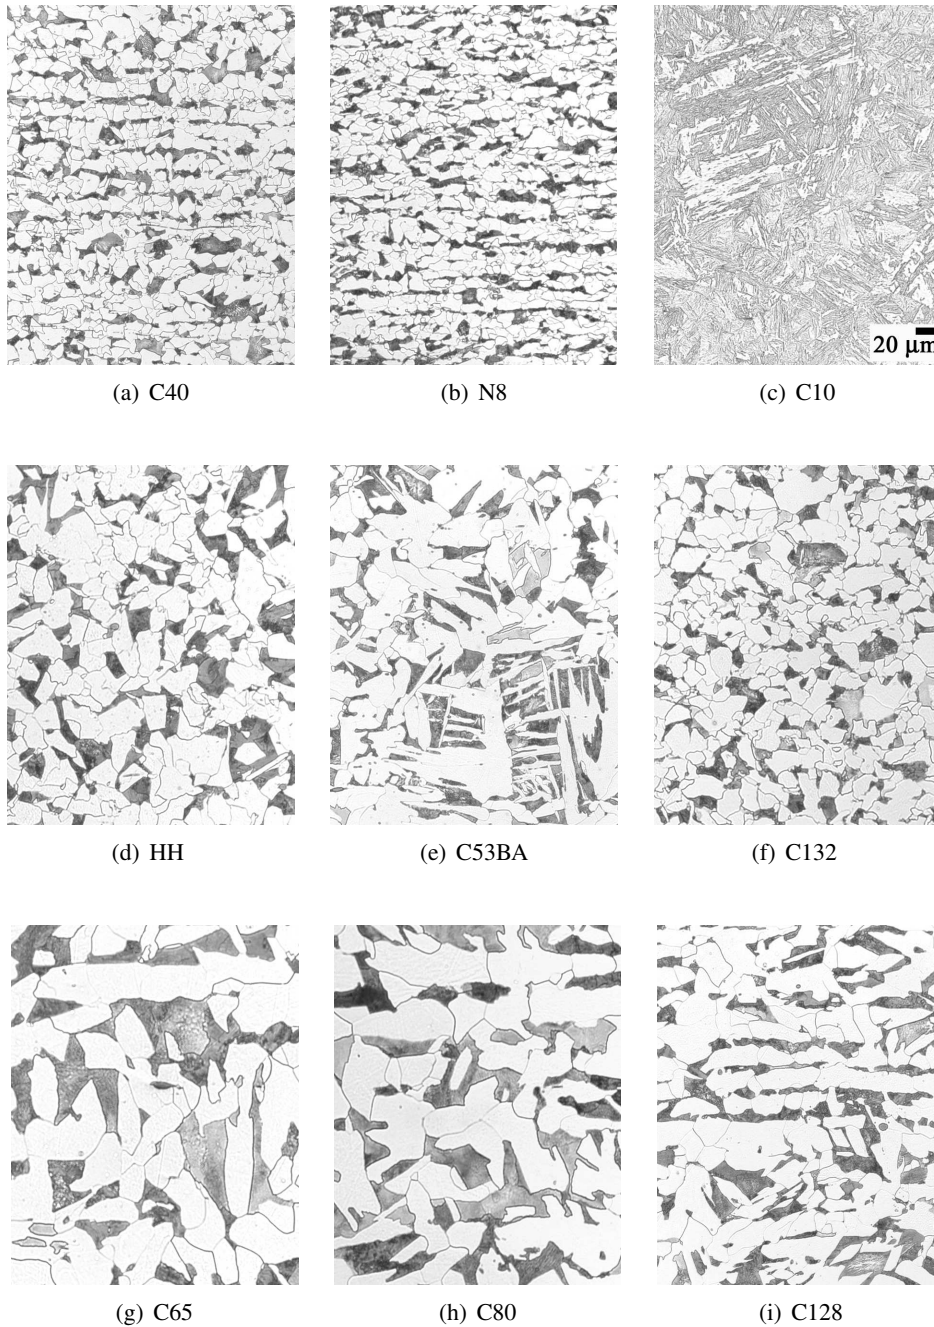 20 μm
(a) C40
(b) N8
(c) C10
(d) HH
(e) C53BA
(f) C132
(g) C65
(h) C80
(i) C128